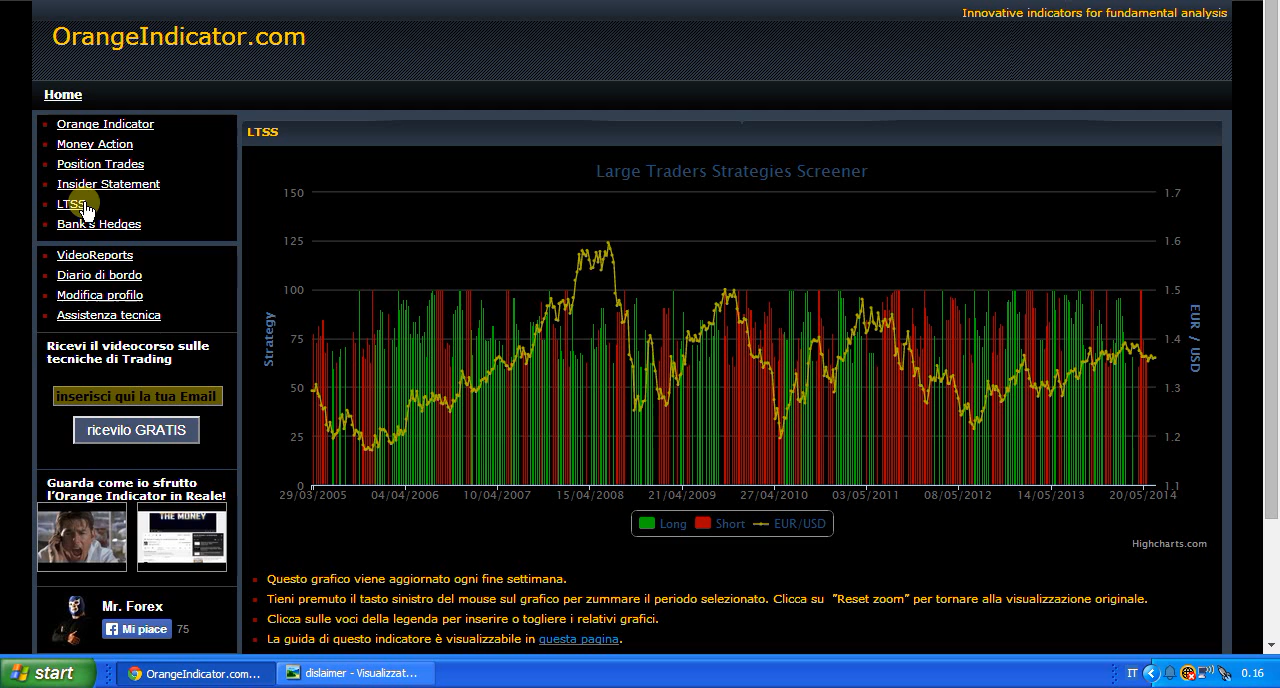 Innovative indicators for fundamental analysis
OrangeIndicator.com
Home
Orange Indicator
Money Action
Position Trades
Insider Statement
LTSS
Bank's Hedges
VideoReports
Diario di bordo
Modifica profilo
Assistenza tecnica
Ricevi il videocorso sulle
tecniche di Trading
inserisci qui la tua Email
ricevilo GRATIS
Guarda come io sfrutto
l'Orange Indicator in Reale!
THE MONEY
Mr. Forex
Mi piace 75
LTSS
Large Traders Strategies Screener
150 1.7
125 1.6
100 1.5
75 1.4
50 1.3
25 1.2
0 1.1
Strategy
EUR / USD
29/03/2005 04/04/2006 10/04/2007 15/04/2008 21/04/2009 27/04/2010 03/05/2011 08/05/2012 14/05/2013 20/05/2014
Long Short EUR/USD
Highcharts.com
Questo grafico viene aggiornato ogni fine settimana.
Tieni premuto il tasto sinistro del mouse sul grafico per zummare il periodo selezionato. Clicca su "Reset zoom" per tornare alla visualizzazione originale.
Clicca sulle voci della legenda per inserire o togliere i relativi grafici.
La guida di questo indicatore è visualizzabile in questa pagina.
start
OrangeIndicator.com...
dislaimer - Visualizzat...
IT
0.16